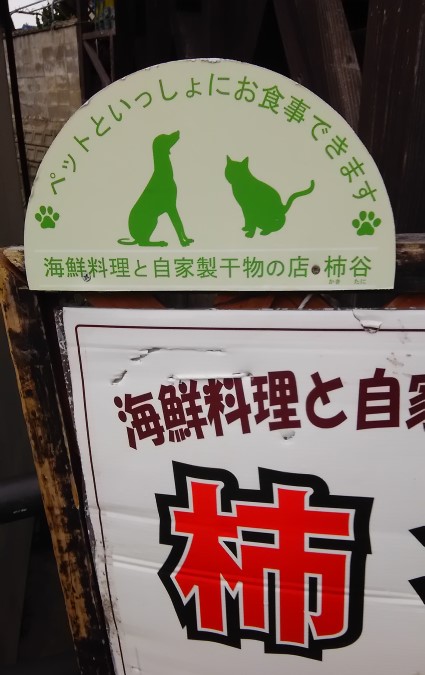 ペットといっしょにお食事できます
海鮮料理と自家製干物の店・柿谷
かき たに
海鮮料理と自家
柿